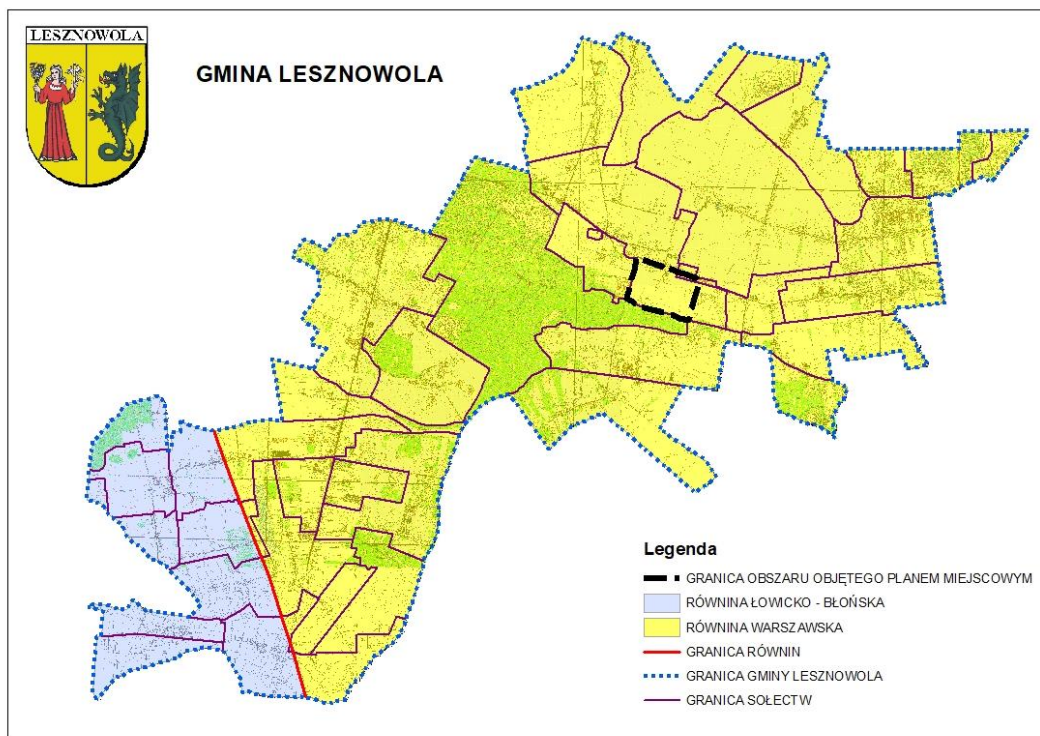 LESZNOWOLA
GMINA LESZNOWOLA
Legenda
GRANICA OBSZARU OBJĘTEGO PLANEM MIEJSCOWYM
RÓWNINA ŁOWICKO - BŁOŃSKA
RÓWNINA WARSZAWSKA
GRANICA RÓWNIN
GRANICA GMINY LESZNOWOLA
GRANICA SOŁECTW